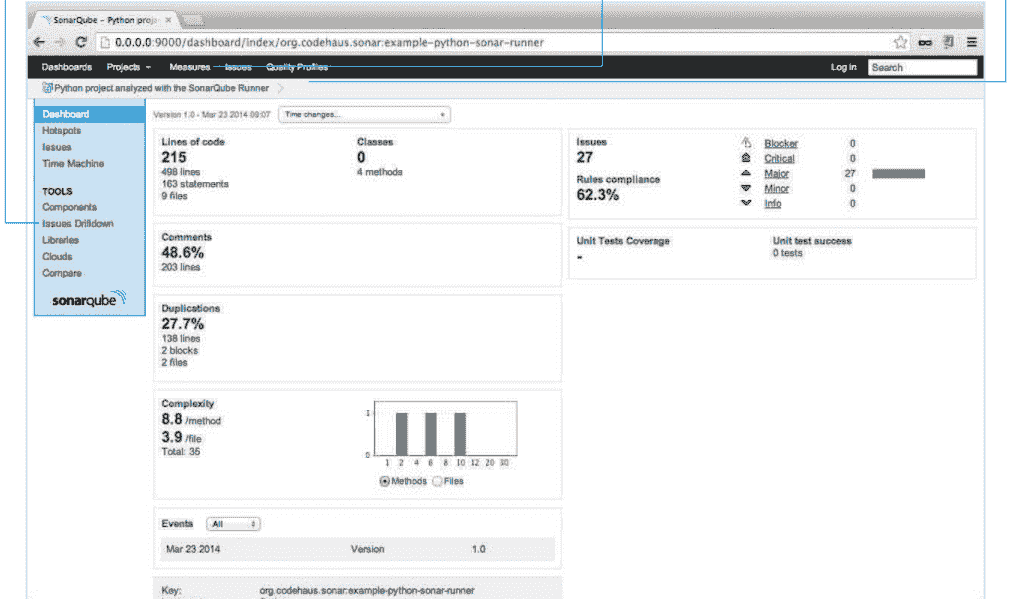 SonarQube - Python proj
0.0.0.0:9000/dashboard/index/org.codehaus.sonar:example-python-sonar-runner
Dashboards Projects Measures Issues Quality Profiles Log in Search
Python project analyzed with the SonarQube Runner
Dashboard
Hotspots
Issues
Time Machine
TOOLS
Components
Issues Drilldown
Libraries
Clouds
Compare
sonarqube
Version 1.0 - Mar 23 2014 09:07 Time changes...
Lines of code
215
498 lines
163 statements
9 files
Classes
0
4 methods
Comments
48.6%
203 lines
Duplications
27.7%
138 lines
2 blocks
2 files
Complexity
8.8 /method
3.9 /file
Total: 35
1
0
1 2 4 6 8 10 12 20 30
Methods Files
Events All
Mar 23 2014 Version 1.0
Key: org.codehaus.sonar:example-python-sonar-runner
Issues
27
Rules compliance
62.3%
Blocker 0
Critical 0
Major 27
Minor 0
Info 0
Unit Tests Coverage
-
Unit test success
0 tests